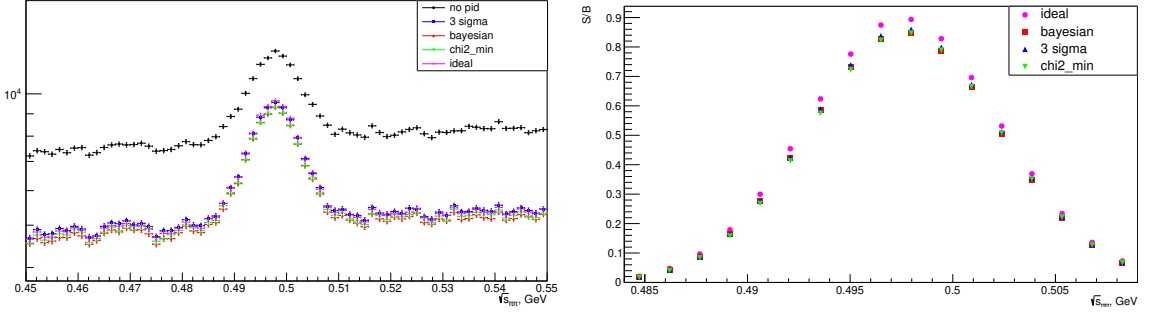 no pid
3 sigma
bayesian
chi2_min
ideal
10⁴
0.45 0.46 0.47 0.48 0.49 0.5 0.51 0.52 0.53 0.54 0.55
√sππ, GeV
S/B
0.9
0.8
0.7
0.6
0.5
0.4
0.3
0.2
0.1
0
ideal
bayesian
3 sigma
chi2_min
0.485 0.49 0.495 0.5 0.505
√sππ, GeV